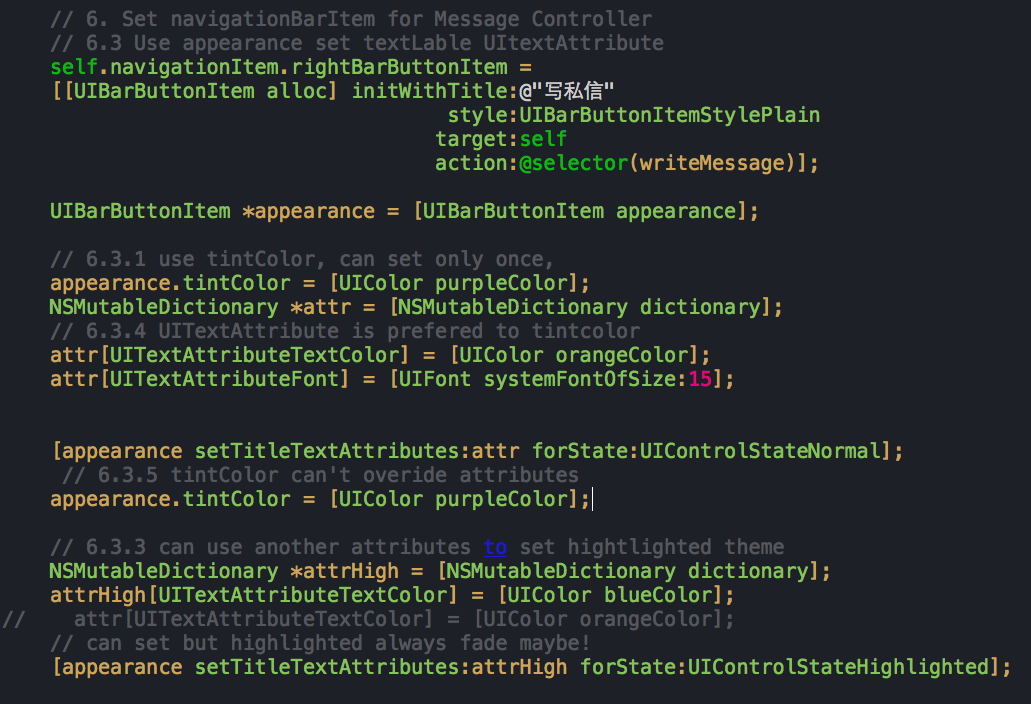 // 6. Set navigationBarItem for Message Controller
// 6.3 Use appearance set textLable UItextAttribute
self.navigationItem.rightBarButtonItem =
[[UIBarButtonItem alloc] initWithTitle:@"写私信"
style:UIBarButtonItemStylePlain
target:self
action:@selector(writeMessage)];
UIBarButtonItem *appearance = [UIBarButtonItem appearance];
// 6.3.1 use tintColor, can set only once,
appearance.tintColor = [UIColor purpleColor];
NSMutableDictionary *attr = [NSMutableDictionary dictionary];
// 6.3.4 UITextAttribute is prefered to tintcolor
attr[UITextAttributeTextColor] = [UIColor orangeColor];
attr[UITextAttributeFont] = [UIFont systemFontOfSize:15];
[appearance setTitleTextAttributes:attr forState:UIControlStateNormal];
// 6.3.5 tintColor can't overide attributes
appearance.tintColor = [UIColor purpleColor];
// 6.3.3 can use another attributes to set hightlighted theme
NSMutableDictionary *attrHigh = [NSMutableDictionary dictionary];
attrHigh[UITextAttributeTextColor] = [UIColor blueColor];
//    attr[UITextAttributeTextColor] = [UIColor orangeColor];
// can set but highlighted always fade maybe!
[appearance setTitleTextAttributes:attrHigh forState:UIControlStateHighlighted];